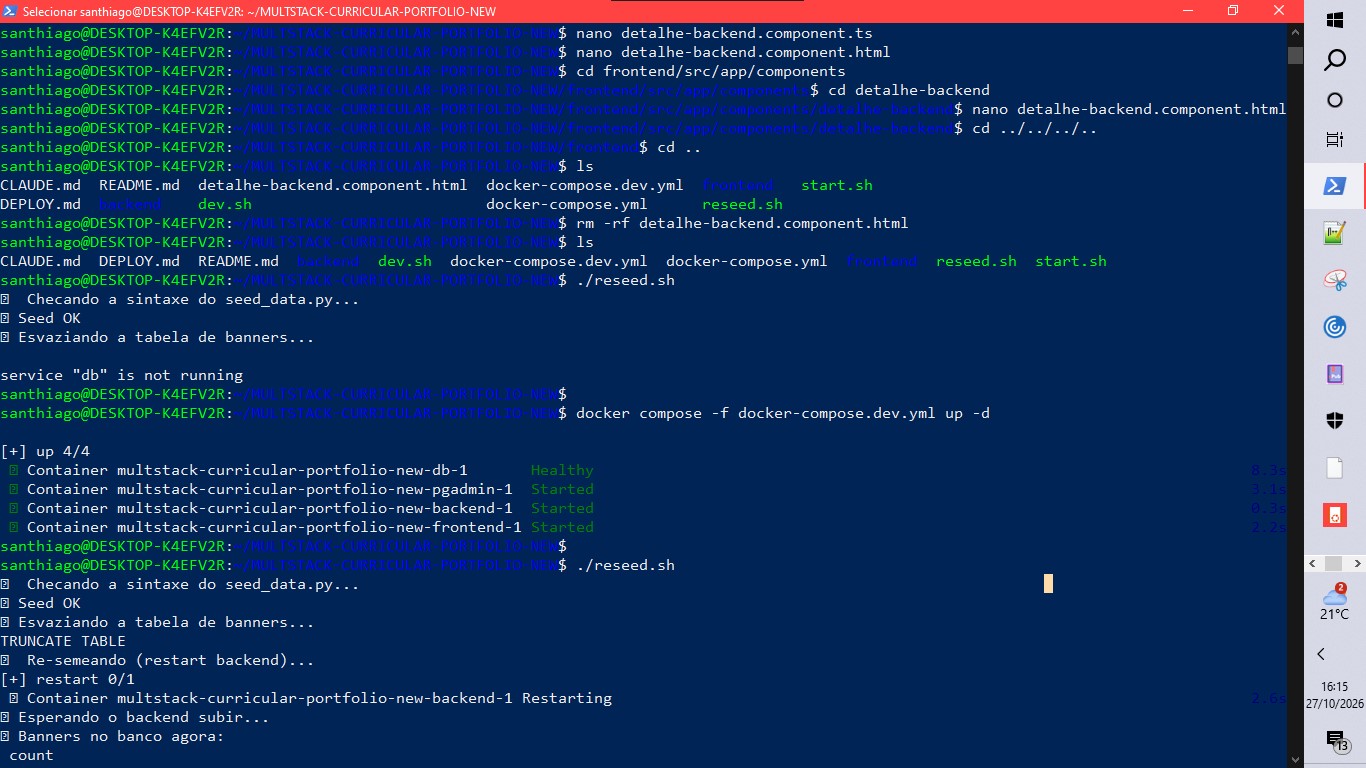 Selecionar santhiago@DESKTOP-K4EFV2R: ~/MULTSTACK-CURRICULAR-PORTFOLIO-NEW
santhiago@DESKTOP-K4EFV2R:~/MULTSTACK-CURRICULAR-PORTFOLIO-NEW$ nano detalhe-backend.component.ts
santhiago@DESKTOP-K4EFV2R:~/MULTSTACK-CURRICULAR-PORTFOLIO-NEW$ nano detalhe-backend.component.html
santhiago@DESKTOP-K4EFV2R:~/MULTSTACK-CURRICULAR-PORTFOLIO-NEW$ cd frontend/src/app/components
santhiago@DESKTOP-K4EFV2R:~/MULTSTACK-CURRICULAR-PORTFOLIO-NEW/frontend/src/app/components$ cd detalhe-backend
santhiago@DESKTOP-K4EFV2R:~/MULTSTACK-CURRICULAR-PORTFOLIO-NEW/frontend/src/app/components/detalhe-backend$ nano detalhe-backend.component.html
santhiago@DESKTOP-K4EFV2R:~/MULTSTACK-CURRICULAR-PORTFOLIO-NEW/frontend/src/app/components/detalhe-backend$ cd ../../../..
santhiago@DESKTOP-K4EFV2R:~/MULTSTACK-CURRICULAR-PORTFOLIO-NEW/frontend$ cd ..
santhiago@DESKTOP-K4EFV2R:~/MULTSTACK-CURRICULAR-PORTFOLIO-NEW$ ls
CLAUDE.md  README.md  detalhe-backend.component.html  docker-compose.dev.yml  frontend  start.sh
DEPLOY.md  backend  dev.sh  docker-compose.yml  reseed.sh
santhiago@DESKTOP-K4EFV2R:~/MULTSTACK-CURRICULAR-PORTFOLIO-NEW$ rm -rf detalhe-backend.component.html
santhiago@DESKTOP-K4EFV2R:~/MULTSTACK-CURRICULAR-PORTFOLIO-NEW$ ls
CLAUDE.md  DEPLOY.md  README.md  backend  dev.sh  docker-compose.dev.yml  docker-compose.yml  frontend  reseed.sh  start.sh
santhiago@DESKTOP-K4EFV2R:~/MULTSTACK-CURRICULAR-PORTFOLIO-NEW$ ./reseed.sh
Checando a sintaxe do seed_data.py...
Seed OK
Esvaziando a tabela de banners...
service "db" is not running
santhiago@DESKTOP-K4EFV2R:~/MULTSTACK-CURRICULAR-PORTFOLIO-NEW$
santhiago@DESKTOP-K4EFV2R:~/MULTSTACK-CURRICULAR-PORTFOLIO-NEW$ docker compose -f docker-compose.dev.yml up -d
[+] up 4/4
Container multstack-curricular-portfolio-new-db-1  Healthy  8.3s
Container multstack-curricular-portfolio-new-pgadmin-1  Started  3.1s
Container multstack-curricular-portfolio-new-backend-1  Started  0.3s
Container multstack-curricular-portfolio-new-frontend-1  Started  2.2s
santhiago@DESKTOP-K4EFV2R:~/MULTSTACK-CURRICULAR-PORTFOLIO-NEW$
santhiago@DESKTOP-K4EFV2R:~/MULTSTACK-CURRICULAR-PORTFOLIO-NEW$ ./reseed.sh
Checando a sintaxe do seed_data.py...
Seed OK
Esvaziando a tabela de banners...
TRUNCATE TABLE
Re-semeando (restart backend)...
[+] restart 0/1
Container multstack-curricular-portfolio-new-backend-1 Restarting  2.6s
Esperando o backend subir...
Banners no banco agora:
count
2
21°C
16:15
27/10/2026
13